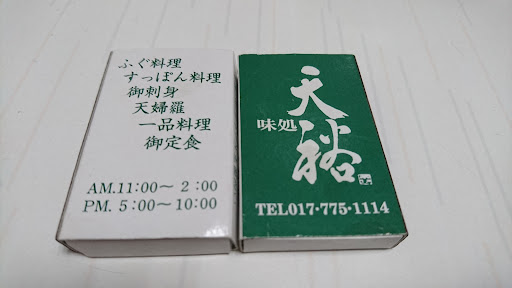 ふぐ料理
すっぽん料理
御刺身
天婦羅
一品料理
御定食
AM.11:00〜 2:00
PM. 5:00〜10:00
味処
天裕
TEL017・775・1114